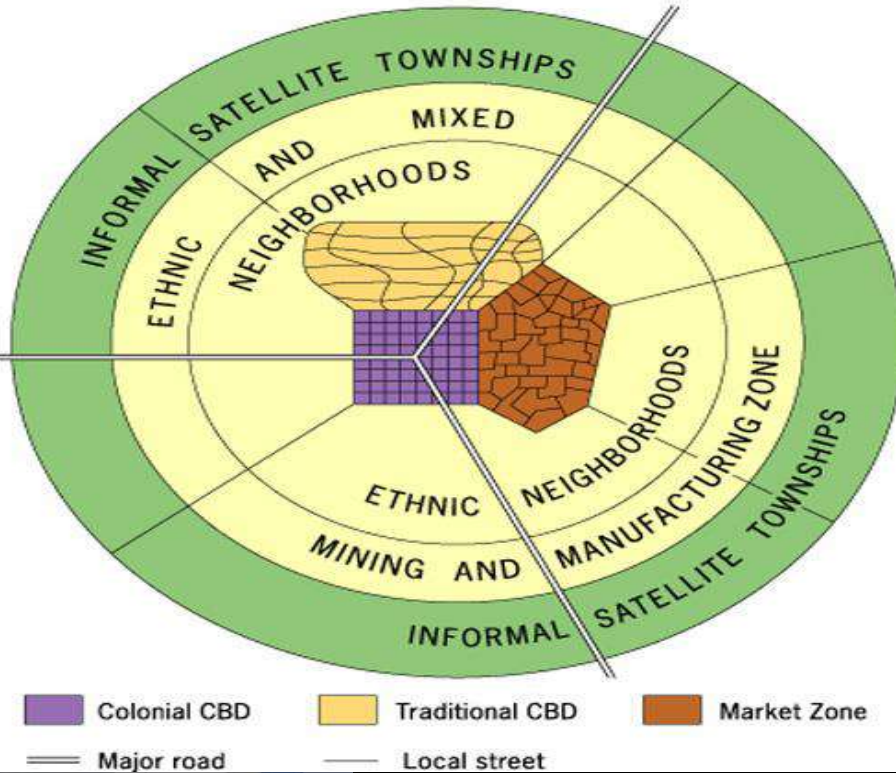 INFORMAL SATELLITE TOWNSHIPS
ETHNIC AND MIXED
NEIGHBORHOODS
ETHNIC NEIGHBORHOODS
MINING AND MANUFACTURING ZONE
INFORMAL SATELLITE TOWNSHIPS
Colonial CBD
Traditional CBD
Market Zone
Major road
Local street